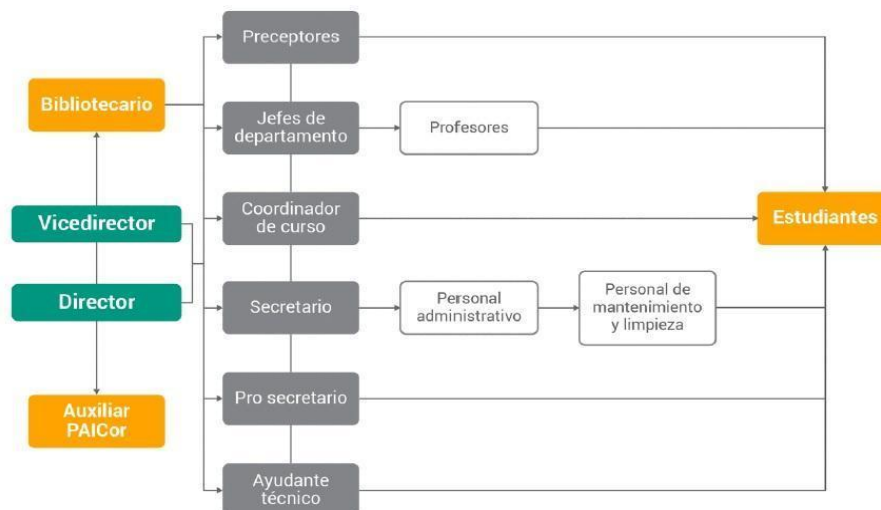 Preceptores
Bibliotecario
Jefes de
departamento
Profesores
Vicedirector
Coordinador
de curso
Estudiantes
Director
Secretario
Personal
administrativo
Personal de
mantenimiento
y limpieza
Auxiliar
PAICor
Pro secretario
Ayudante
técnico